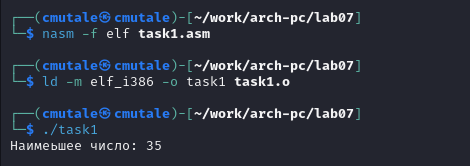 ┌──(cmutale㉿cmutale)-[~/work/arch-pc/lab07]
└─$ nasm -f elf task1.asm
┌──(cmutale㉿cmutale)-[~/work/arch-pc/lab07]
└─$ ld -m elf_i386 -o task1 task1.o
┌──(cmutale㉿cmutale)-[~/work/arch-pc/lab07]
└─$ ./task1
Наимеьшее число: 35